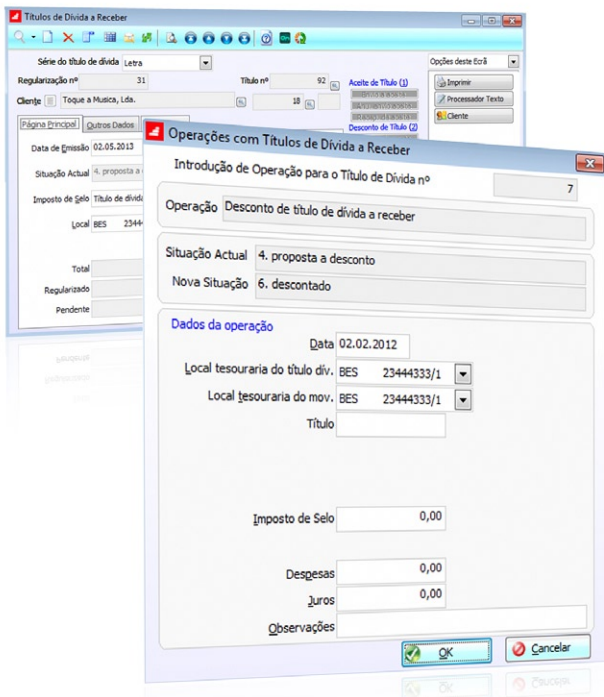 Títulos de Dívida a Receber
Série do título de dívida Letra
Opções deste Ecrã
Regularização nº 31 Título nº 92
Aceite de Título (1)
Imprimir
Cliente Toque a Musica, Lda. 18
Processador Texto
Desconto de Título (2)
Cliente
Página Principal Outros Dados
Data de Emissão 02.05.2013
Situação Actual 4. proposta a
Imposto de Selo Título de dívida
Local BES 2344
Total
Regularizado
Pendente
Operações com Títulos de Dívida a Receber
Introdução de Operação para o Título de Dívida nº 7
Operação Desconto de título de dívida a receber
Situação Actual 4. proposta a desconto
Nova Situação 6. descontado
Dados da operação
Data 02.02.2012
Local tesouraria do título dív. BES 23444333/1
Local tesouraria do mov. BES 23444333/1
Título
Imposto de Selo 0,00
Despesas 0,00
Juros 0,00
Observações
OK Cancelar